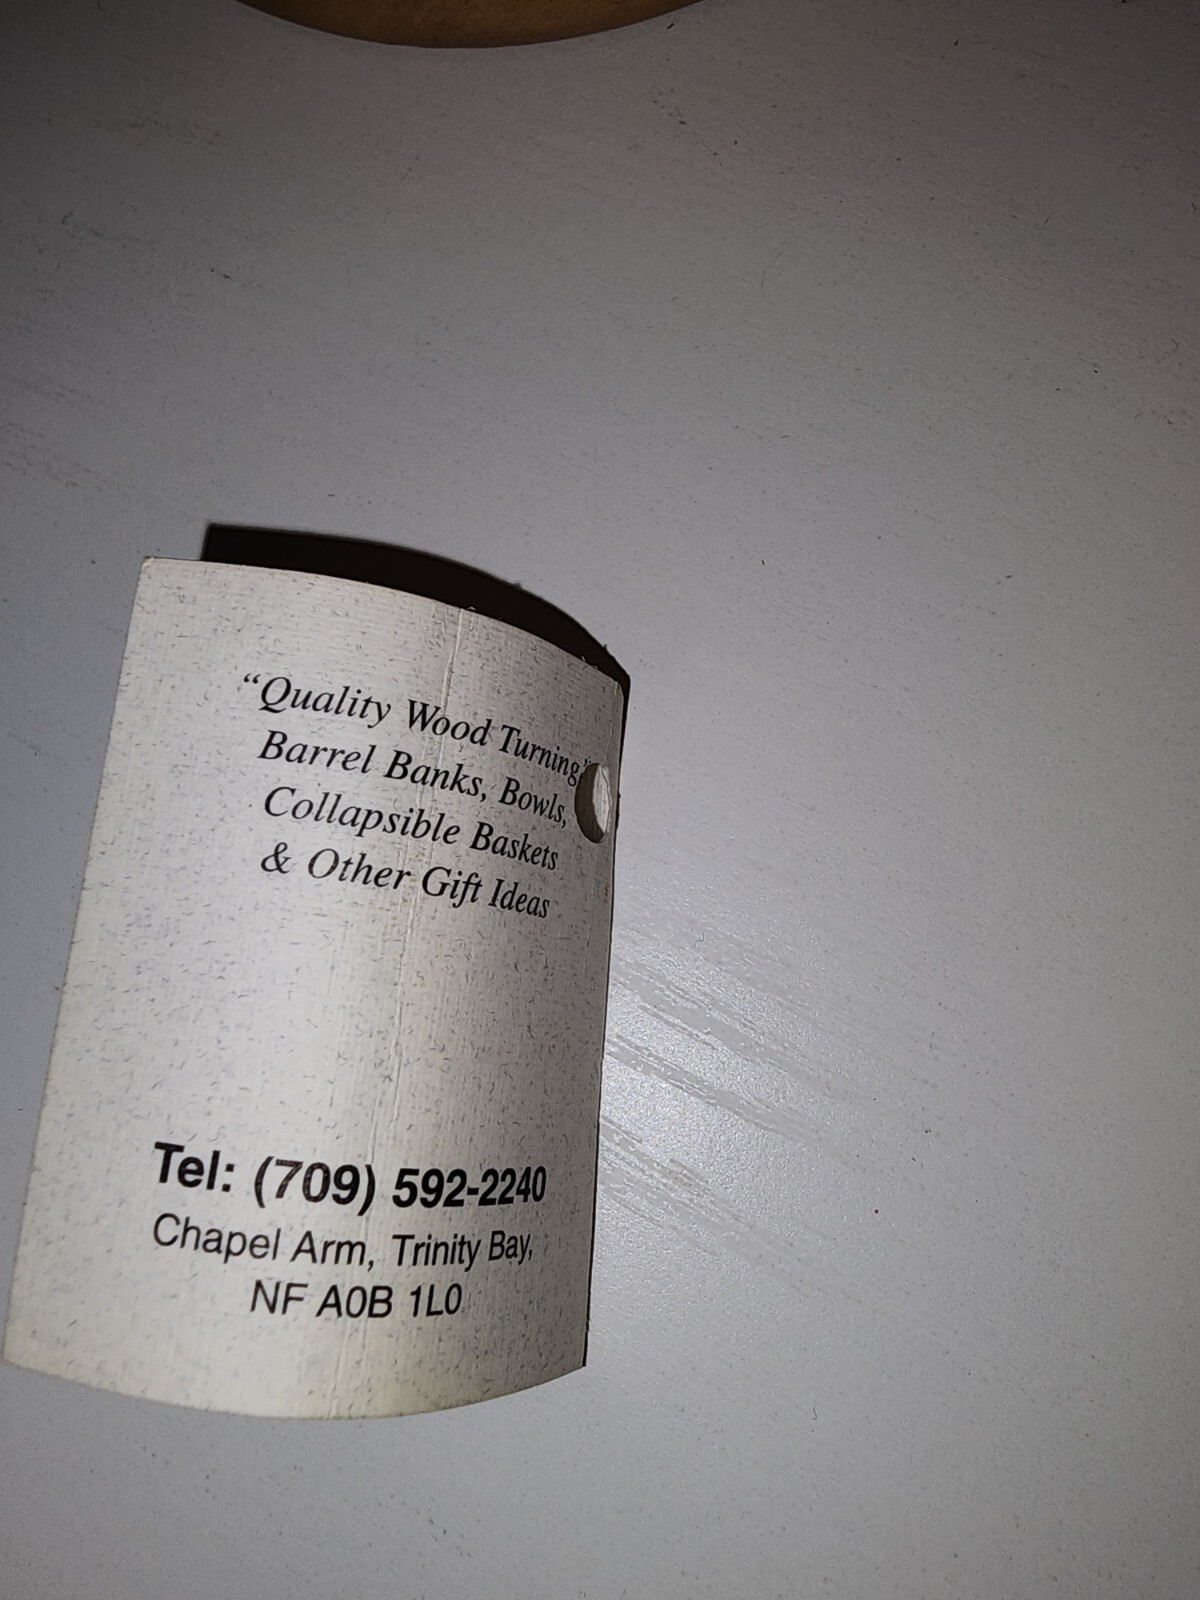 “Quality Wood Turning”
Barrel Banks, Bowls,
Collapsible Baskets
& Other Gift Ideas
Tel: (709) 592-2240
Chapel Arm, Trinity Bay,
NF A0B 1L0